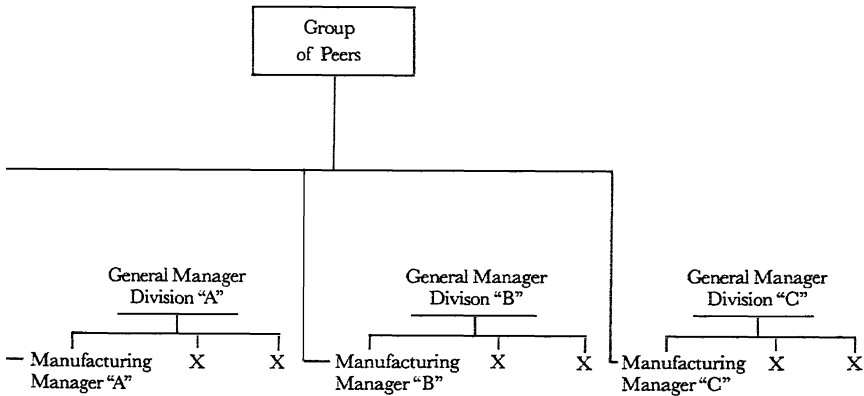 Group
of Peers
General Manager
Division “A”
General Manager
Divison “B”
General Manager
Division “C”
Manufacturing
Manager “A”
X
X
Manufacturing
Manager “B”
X
X
Manufacturing
Manager “C”
X
X